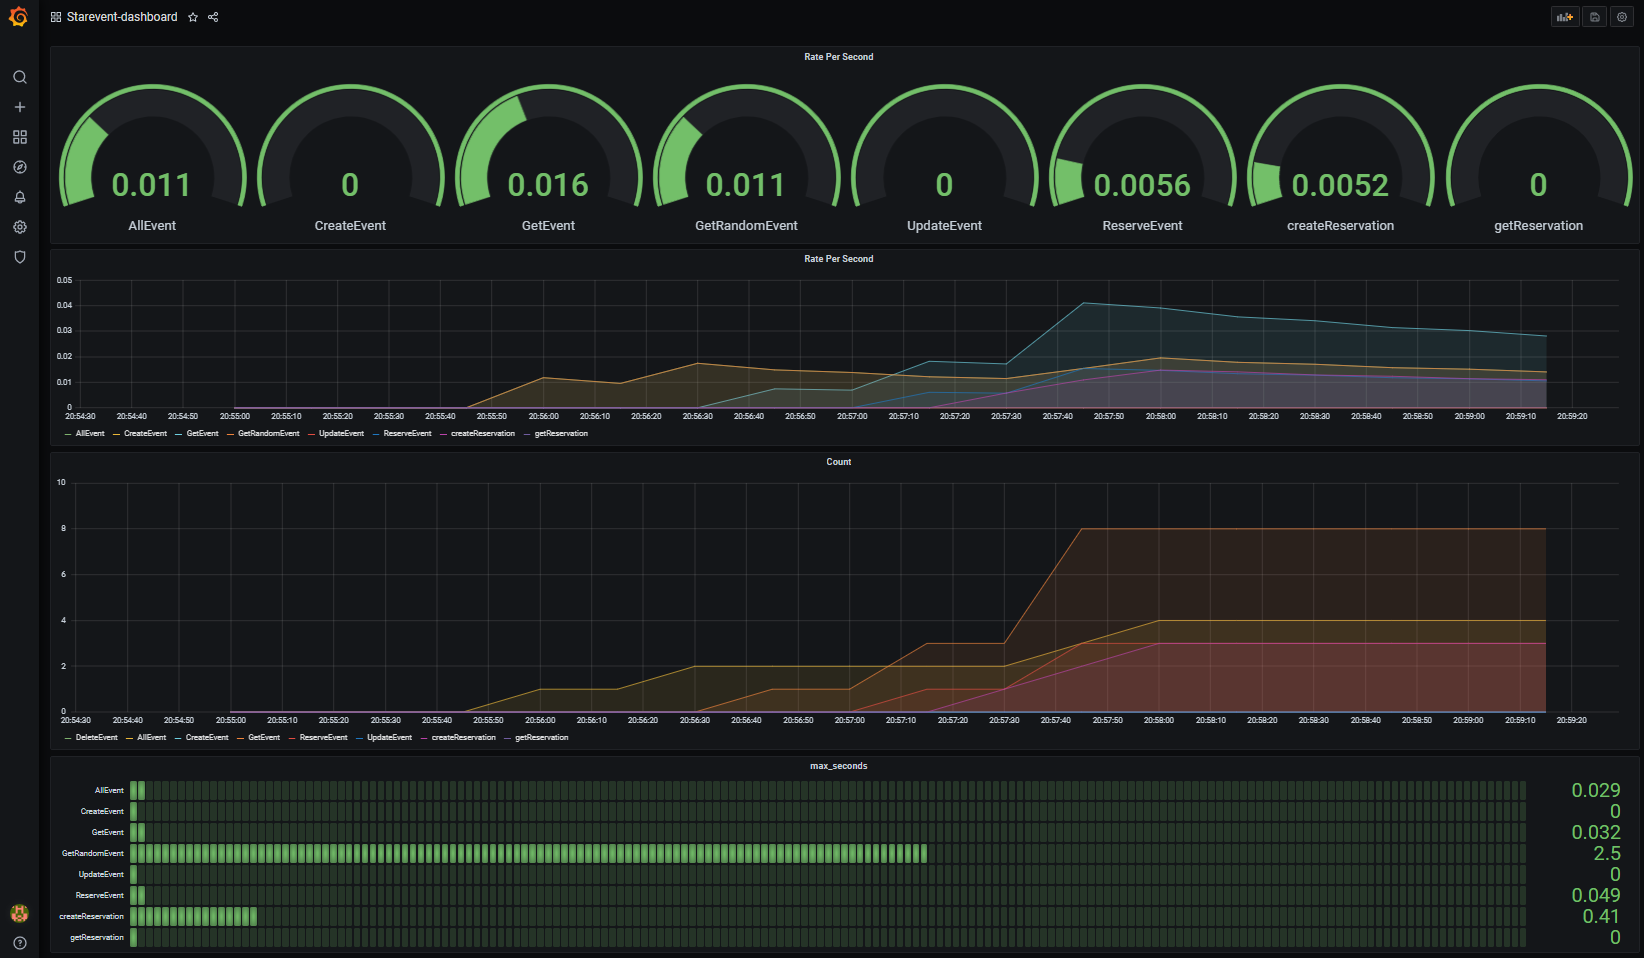 Starevent-dashboard
Rate Per Second
0.011 0 0.016 0.011 0 0.0056 0.0052 0
AllEvent CreateEvent GetEvent GetRandomEvent UpdateEvent ReserveEvent createReservation getReservation
Rate Per Second
0.05
0.04
0.03
0.02
0.01
0
20:54:30 20:54:40 20:54:50 20:55:00 20:55:10 20:55:20 20:55:30 20:55:40 20:55:50 20:56:00 20:56:10 20:56:20 20:56:30 20:56:40 20:56:50 20:57:00 20:57:10 20:57:20 20:57:30 20:57:40 20:57:50 20:58:00 20:58:10 20:58:20 20:58:30 20:58:40 20:58:50 20:59:00 20:59:10 20:59:20
AllEvent CreateEvent GetEvent GetRandomEvent UpdateEvent ReserveEvent createReservation getReservation
Count
10
8
6
4
2
0
20:54:30 20:54:40 20:54:50 20:55:00 20:55:10 20:55:20 20:55:30 20:55:40 20:55:50 20:56:00 20:56:10 20:56:20 20:56:30 20:56:40 20:56:50 20:57:00 20:57:10 20:57:20 20:57:30 20:57:40 20:57:50 20:58:00 20:58:10 20:58:20 20:58:30 20:58:40 20:58:50 20:59:00 20:59:10 20:59:20
DeleteEvent AllEvent CreateEvent GetEvent ReserveEvent UpdateEvent createReservation getReservation
max_seconds
AllEvent 0.029
CreateEvent 0
GetEvent 0.032
GetRandomEvent 2.5
UpdateEvent 0
ReserveEvent 0.049
createReservation 0.41
getReservation 0